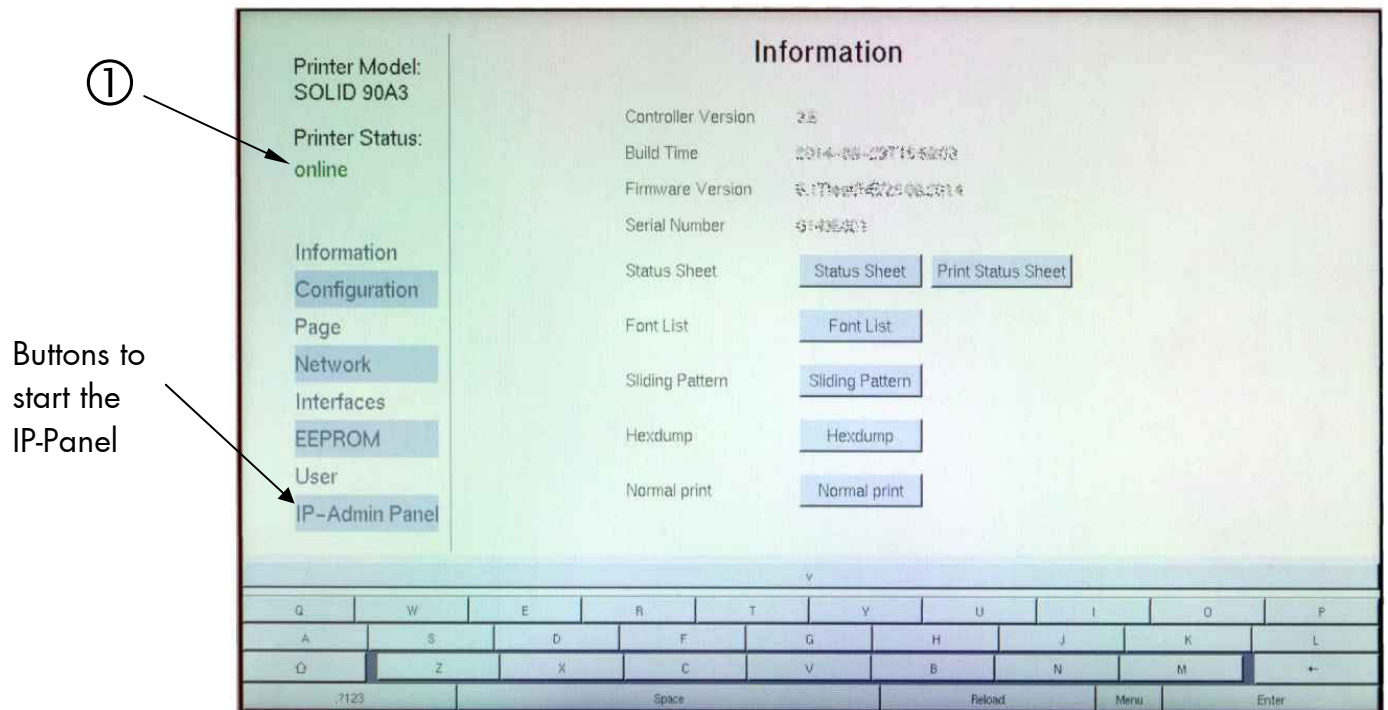 ①
Buttons to
start the
IP-Panel
Printer Model:
SOLID 90A3
Printer Status:
online
Information
Configuration
Page
Network
Interfaces
EEPROM
User
IP-Admin Panel
Information
Controller Version
Build Time
Firmware Version
Serial Number
Status Sheet Status Sheet Print Status Sheet
Font List Font List
Sliding Pattern Sliding Pattern
Hexdump Hexdump
Normal print Normal print
v
Q W E R T Y U I O P
A S D F G H J K L
⇧ Z X C V B N M ←
.?123 Space Reload Menu Enter